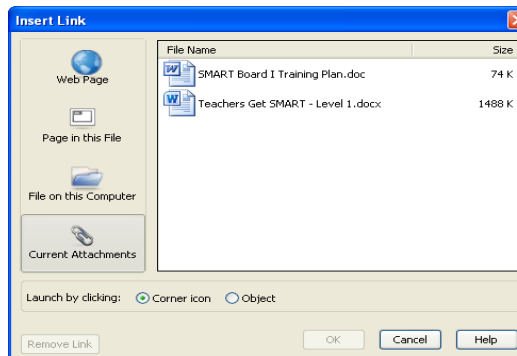 Insert Link
Web Page
Page in this File
File on this Computer
Current Attachments
File Name Size
SMART Board I Training Plan.doc 74 K
Teachers Get SMART - Level 1.docx 1488 K
Launch by clicking: Corner icon Object
Remove Link OK Cancel Help